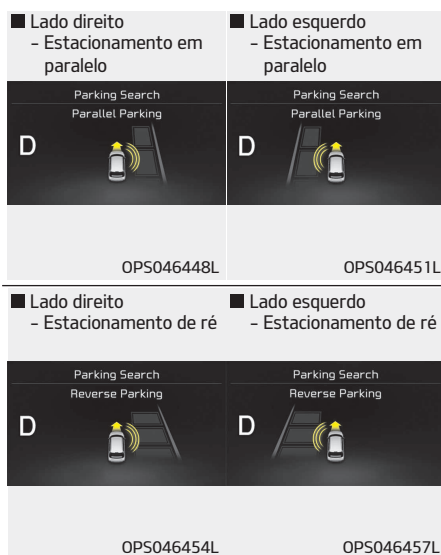 ■ Lado direito
– Estacionamento em
paralelo
Parking Search
Parallel Parking
D
OPS046448L
■ Lado esquerdo
– Estacionamento em
paralelo
Parking Search
Parallel Parking
D
OPS046451L
■ Lado direito
– Estacionamento de ré
Parking Search
Reverse Parking
D
OPS046454L
■ Lado esquerdo
– Estacionamento de ré
Parking Search
Reverse Parking
D
OPS046457L